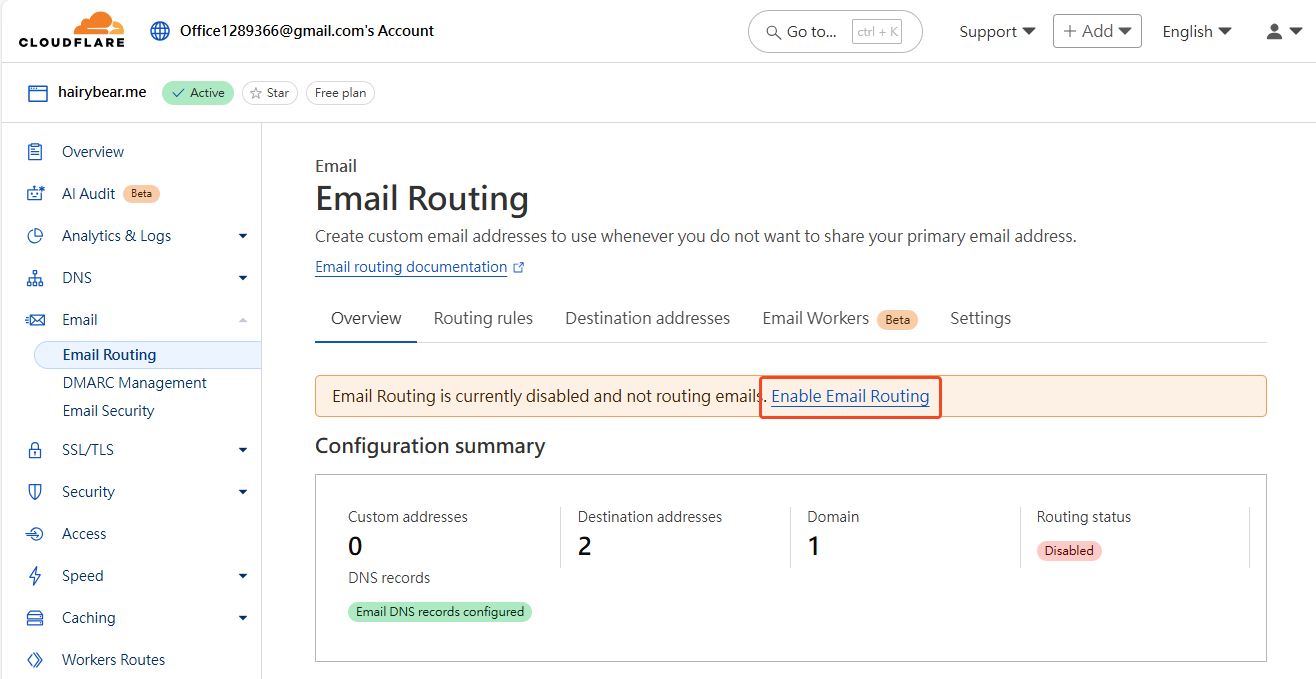 CLOUDFLARE
Office1289366@gmail.com's Account
Go to... ctrl + K
Support
+ Add
English
hairybear.me
Active
Star
Free plan
Overview
AI Audit Beta
Analytics & Logs
DNS
Email
Email Routing
DMARC Management
Email Security
SSL/TLS
Security
Access
Speed
Caching
Workers Routes
Email
Email Routing
Create custom email addresses to use whenever you do not want to share your primary email address.
Email routing documentation
Overview Routing rules Destination addresses Email Workers Beta Settings
Email Routing is currently disabled and not routing emails. Enable Email Routing
Configuration summary
Custom addresses
0
Destination addresses
2
Domain
1
Routing status
Disabled
DNS records
Email DNS records configured